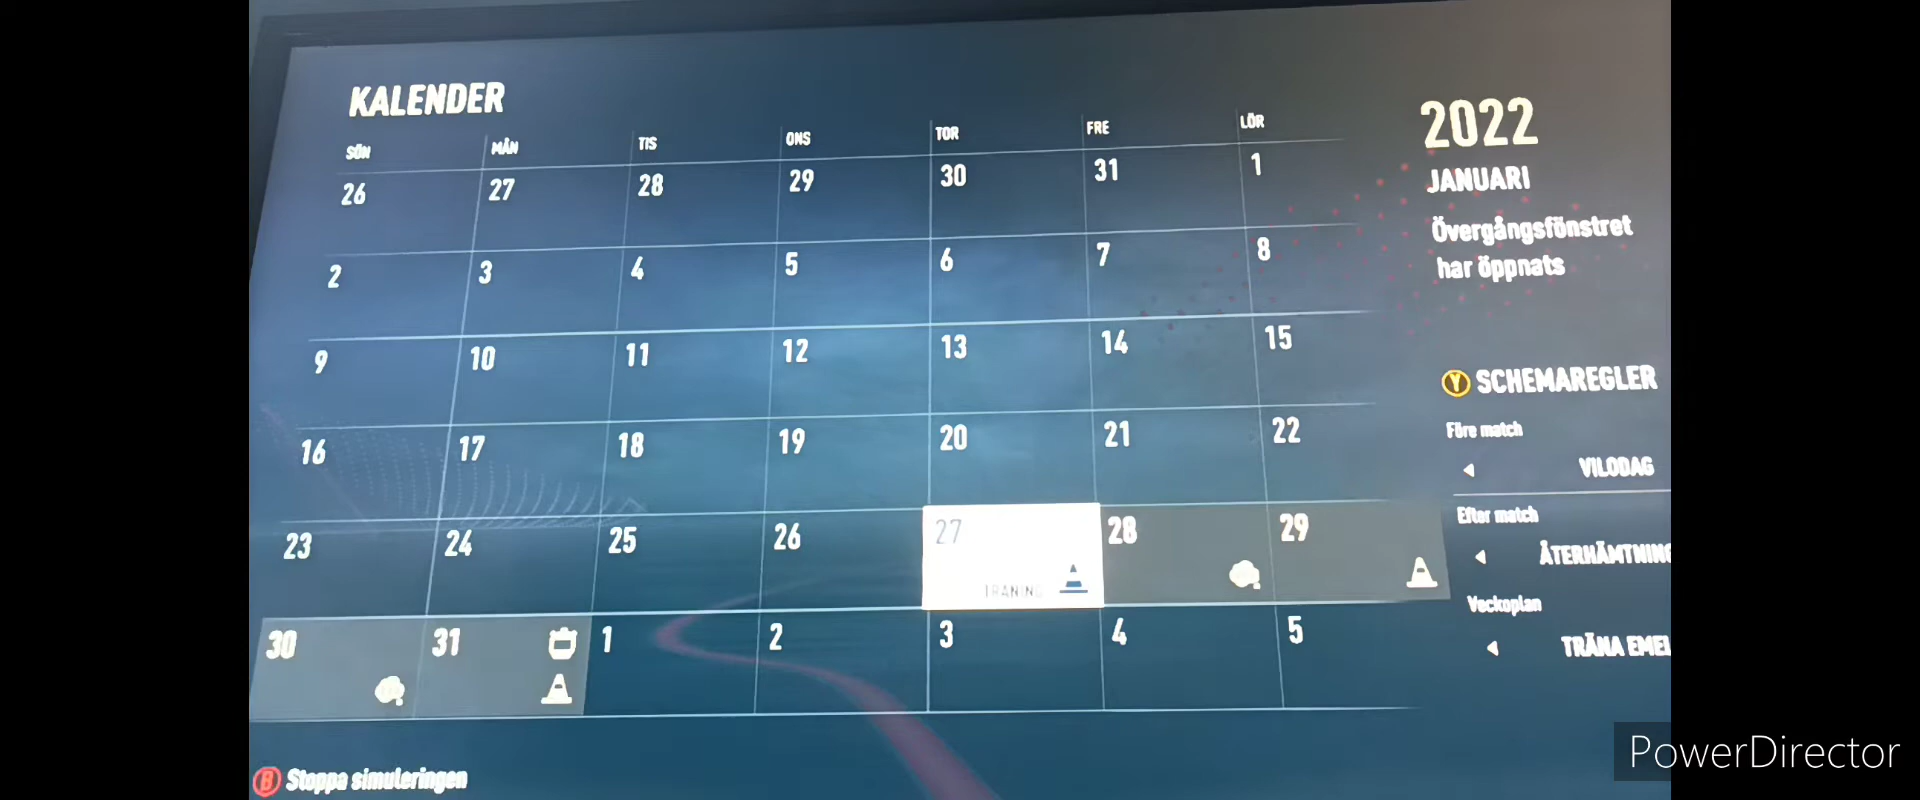 KALENDER
SÖN MÅN TIS ONS TOR FRE LÖR
26 27 28 29 30 31 1
2 3 4 5 6 7 8
9 10 11 12 13 14 15
16 17 18 19 20 21 22
23 24 25 26 27 28 29
TRÄNING
30 31 1 2 3 4 5
2022
JANUARI
Övergångsfönstret
har öppnats
Y SCHEMAREGLER
Före match
VILODAG
Efter match
ÅTERHÄMTNING
Veckoplan
TRÄNA EMEL
B Stoppa simuleringen
PowerDirector